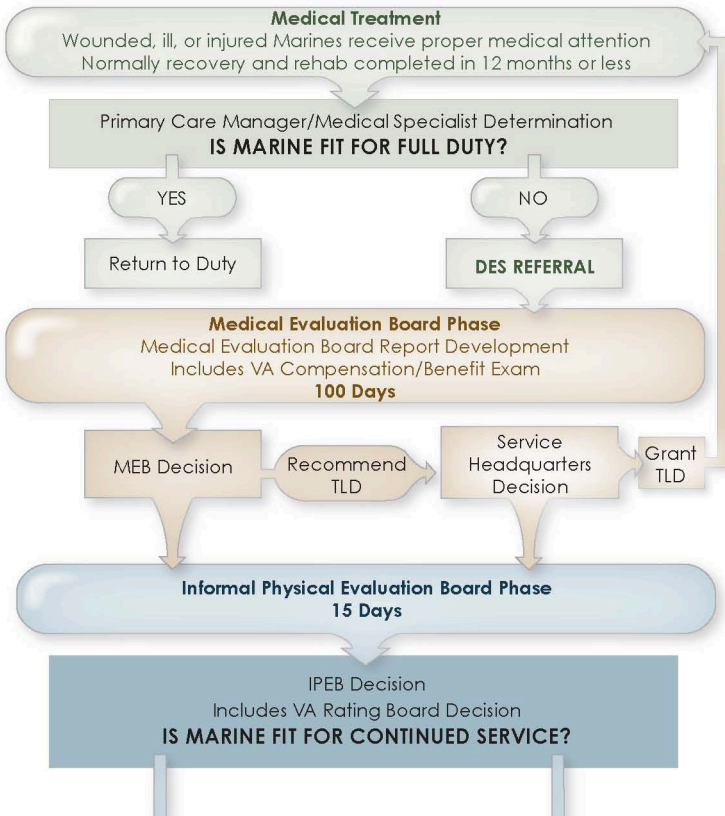 Medical Treatment
Wounded, ill, or injured Marines receive proper medical attention
Normally recovery and rehab completed in 12 months or less
Primary Care Manager/Medical Specialist Determination
IS MARINE FIT FOR FULL DUTY?
YES
NO
Return to Duty
DES REFERRAL
Medical Evaluation Board Phase
Medical Evaluation Board Report Development
Includes VA Compensation/Benefit Exam
100 Days
MEB Decision
Recommend
TLD
Service
Headquarters
Decision
Grant
TLD
Informal Physical Evaluation Board Phase
15 Days
IPEB Decision
Includes VA Rating Board Decision
IS MARINE FIT FOR CONTINUED SERVICE?